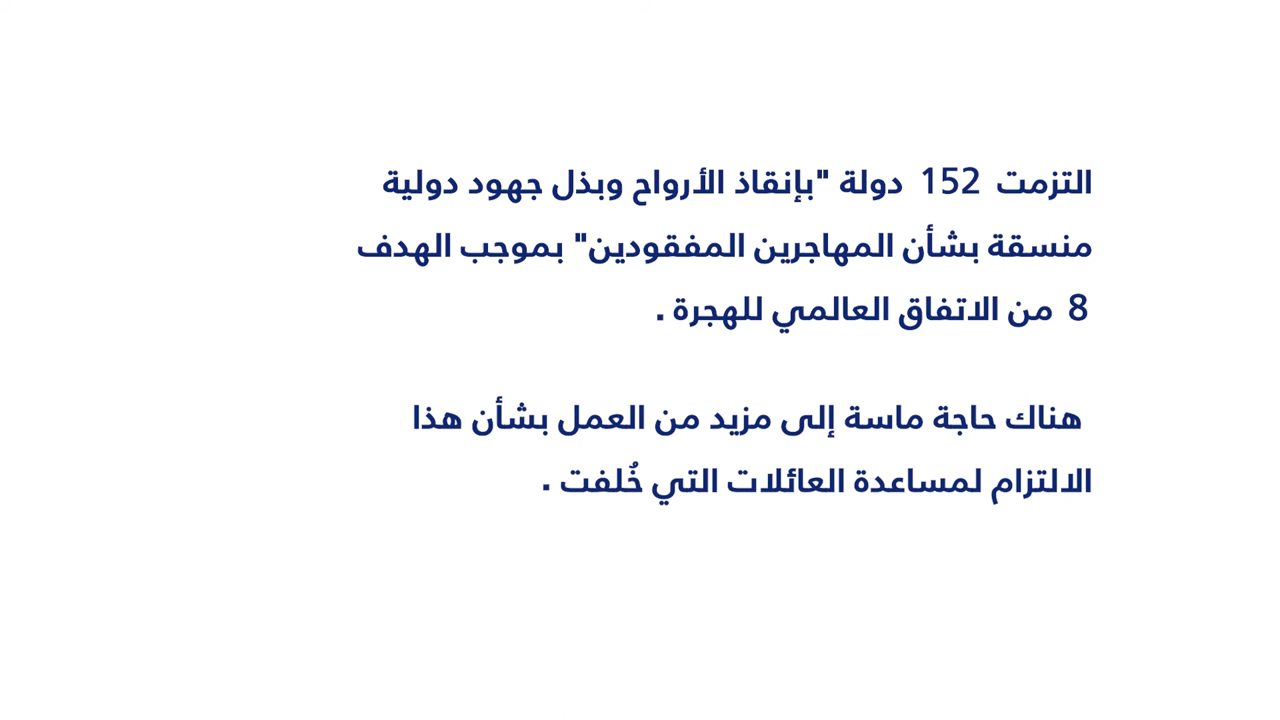 التزمت 152 دولة "بإنقاذ الأرواح وبذل جهود دولية
منسقة بشأن المهاجرين المفقودين" بموجب الهدف
8 من الاتفاق العالمي للهجرة .
هناك حاجة ماسة إلى مزيد من العمل بشأن هذا
الالتزام لمساعدة العائلات التي خُلفت .